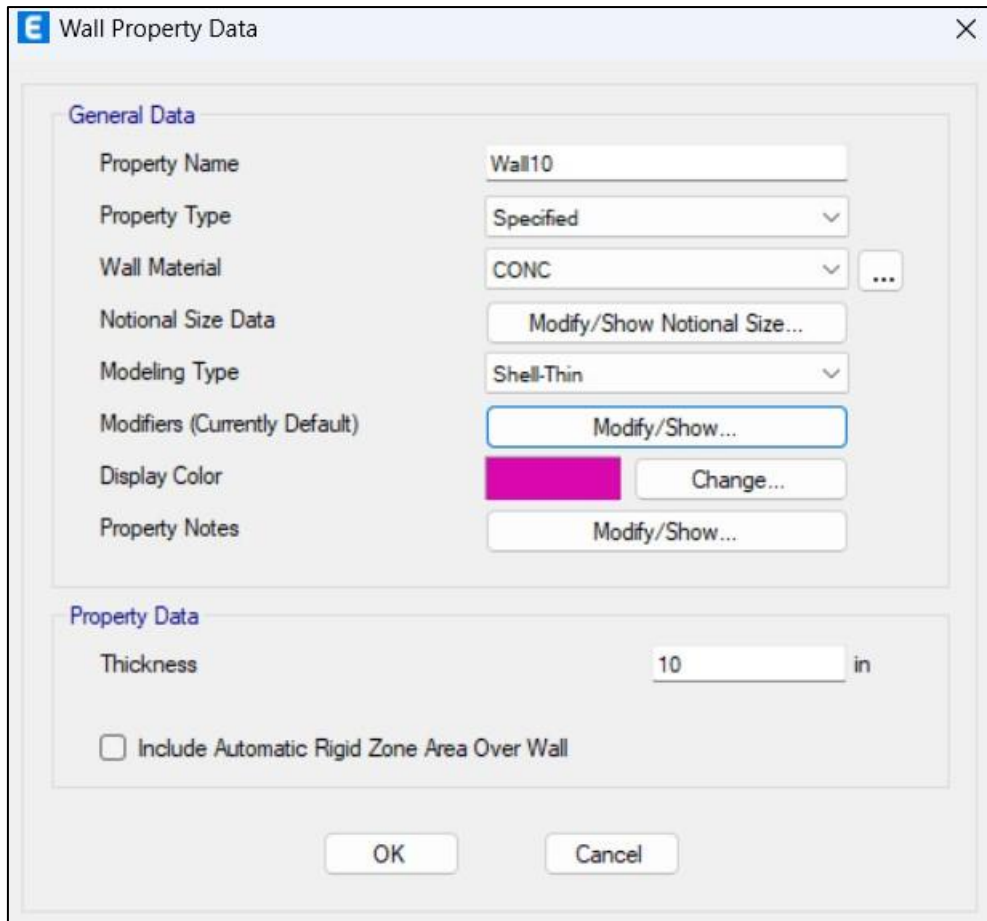 E Wall Property Data
General Data
Property Name Wall10
Property Type Specified
Wall Material CONC ...
Notional Size Data Modify/Show Notional Size...
Modeling Type Shell-Thin
Modifiers (Currently Default) Modify/Show...
Display Color Change...
Property Notes Modify/Show...
Property Data
Thickness 10 in
Include Automatic Rigid Zone Area Over Wall
OK Cancel